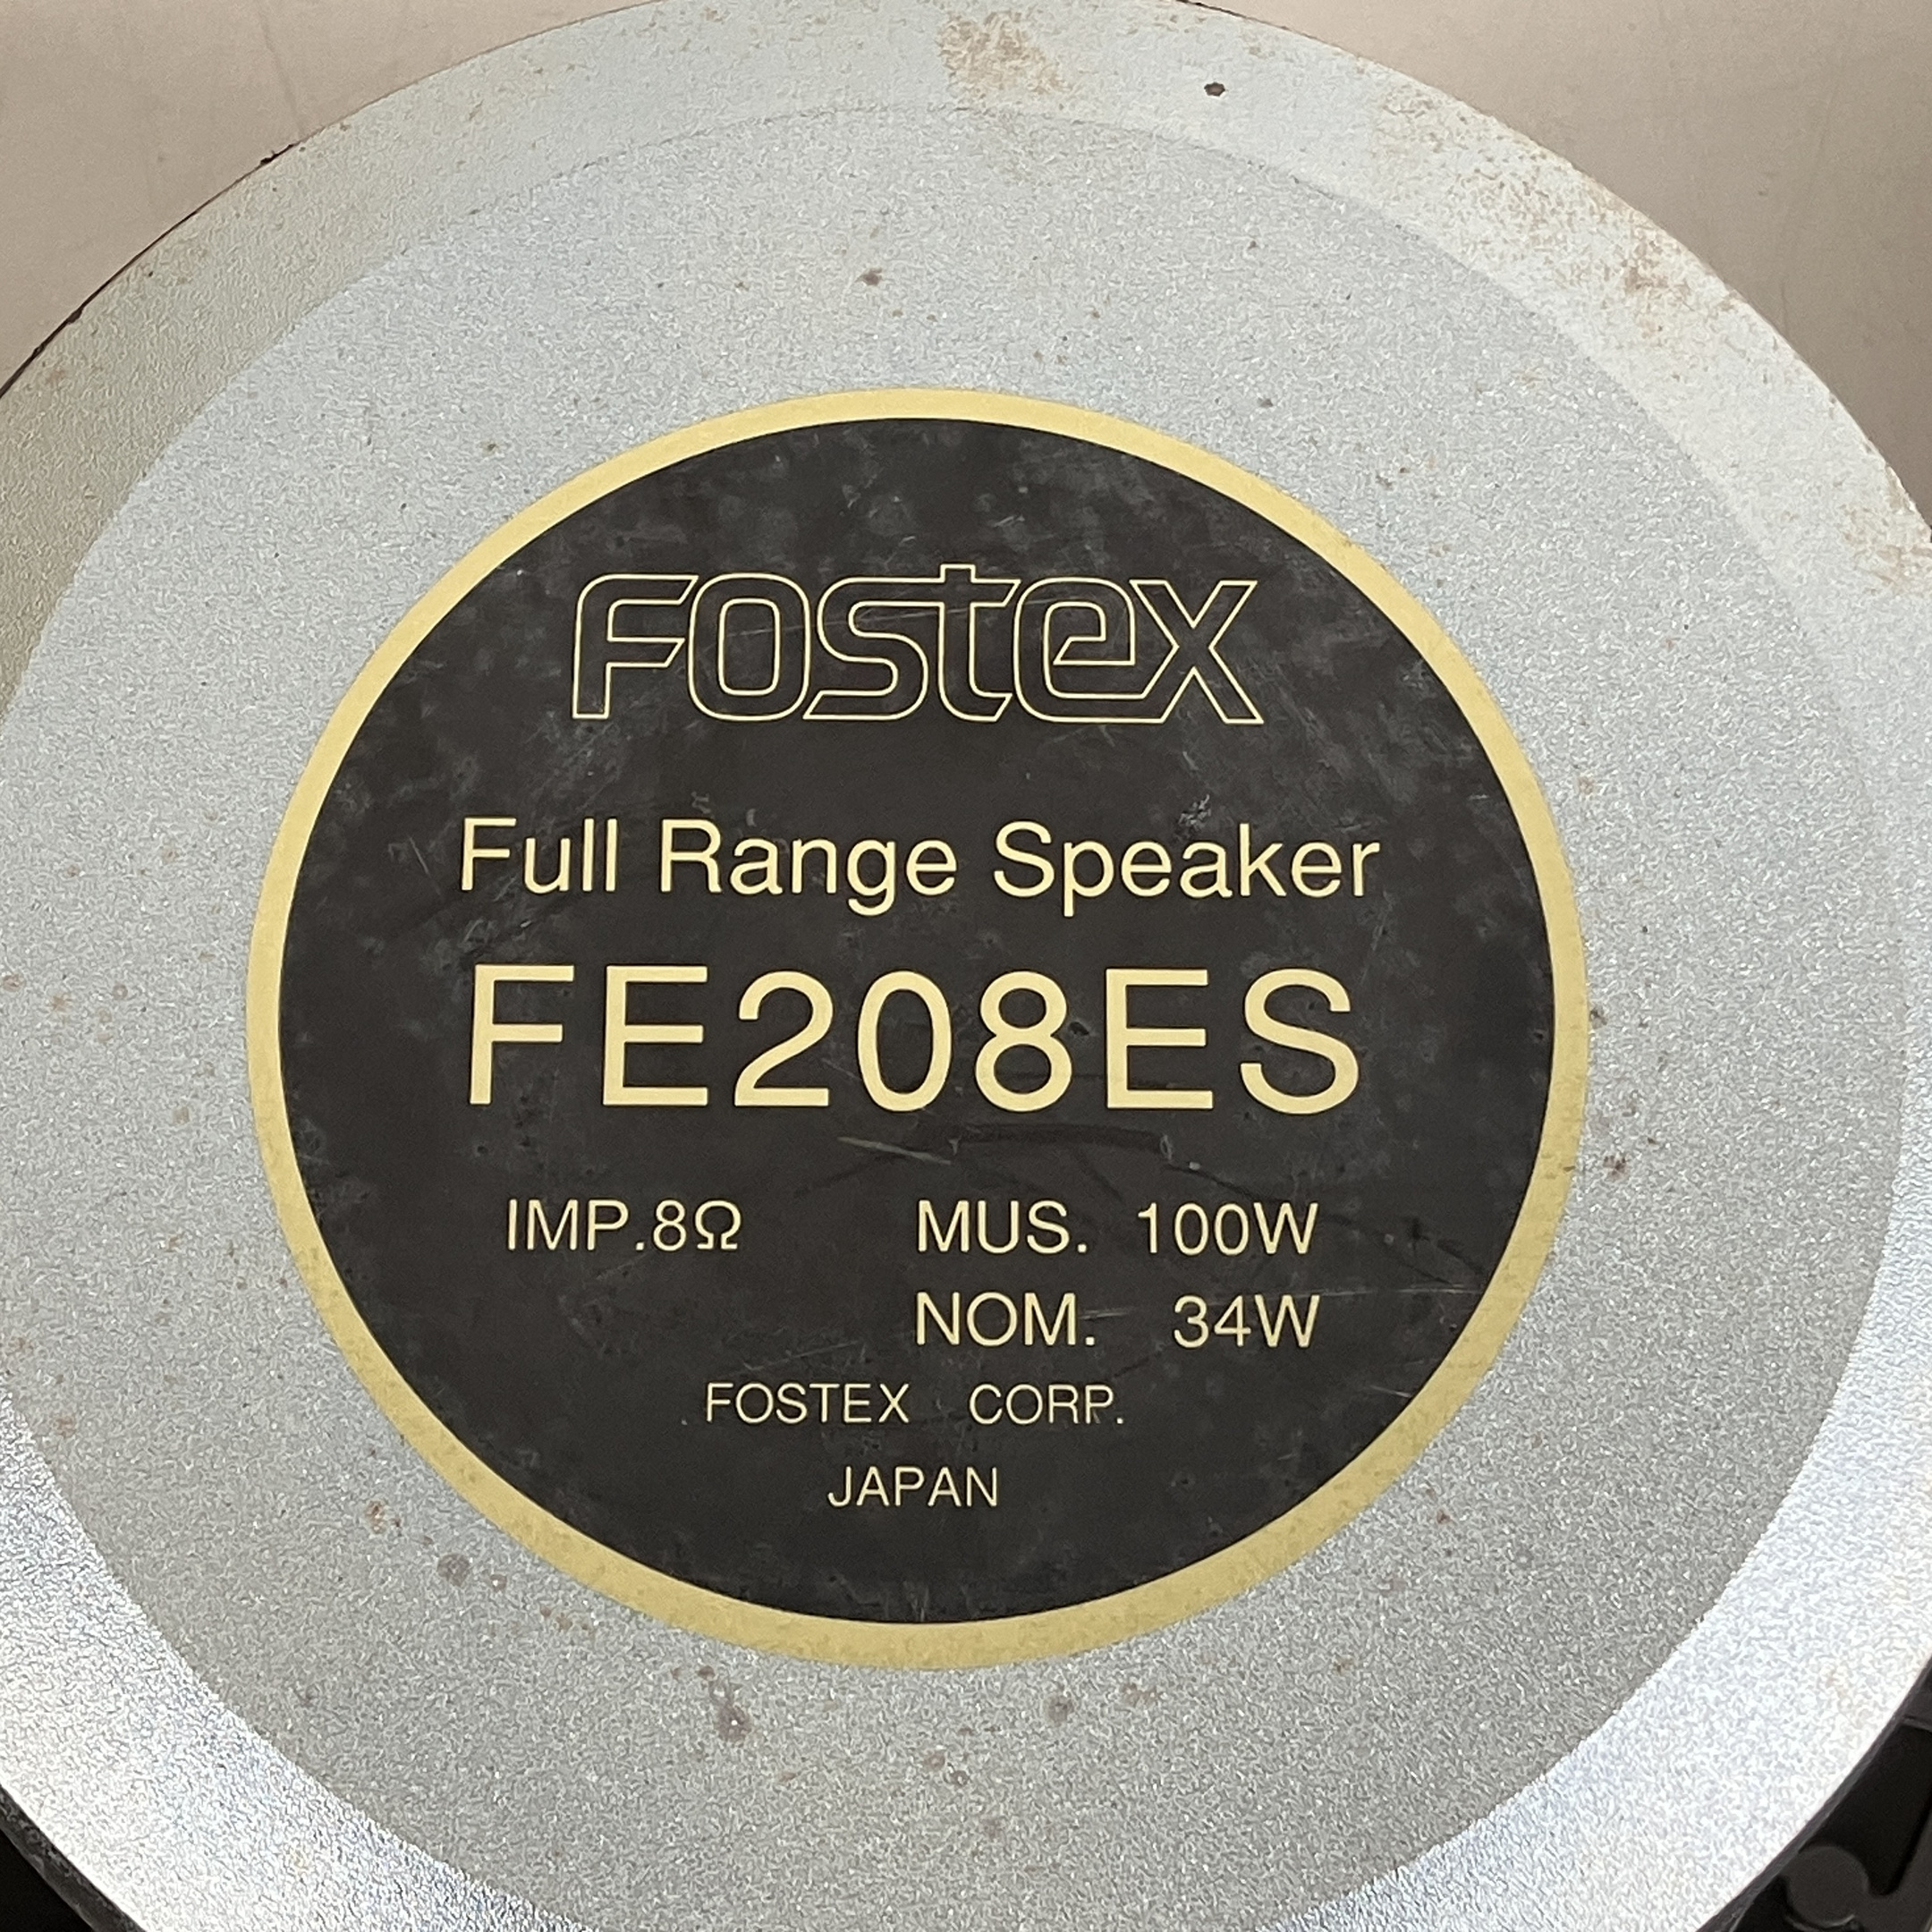 Fostex
Full Range Speaker
FE208ES
IMP.8Ω MUS. 100W
NOM. 34W
FOSTEX CORP.
JAPAN